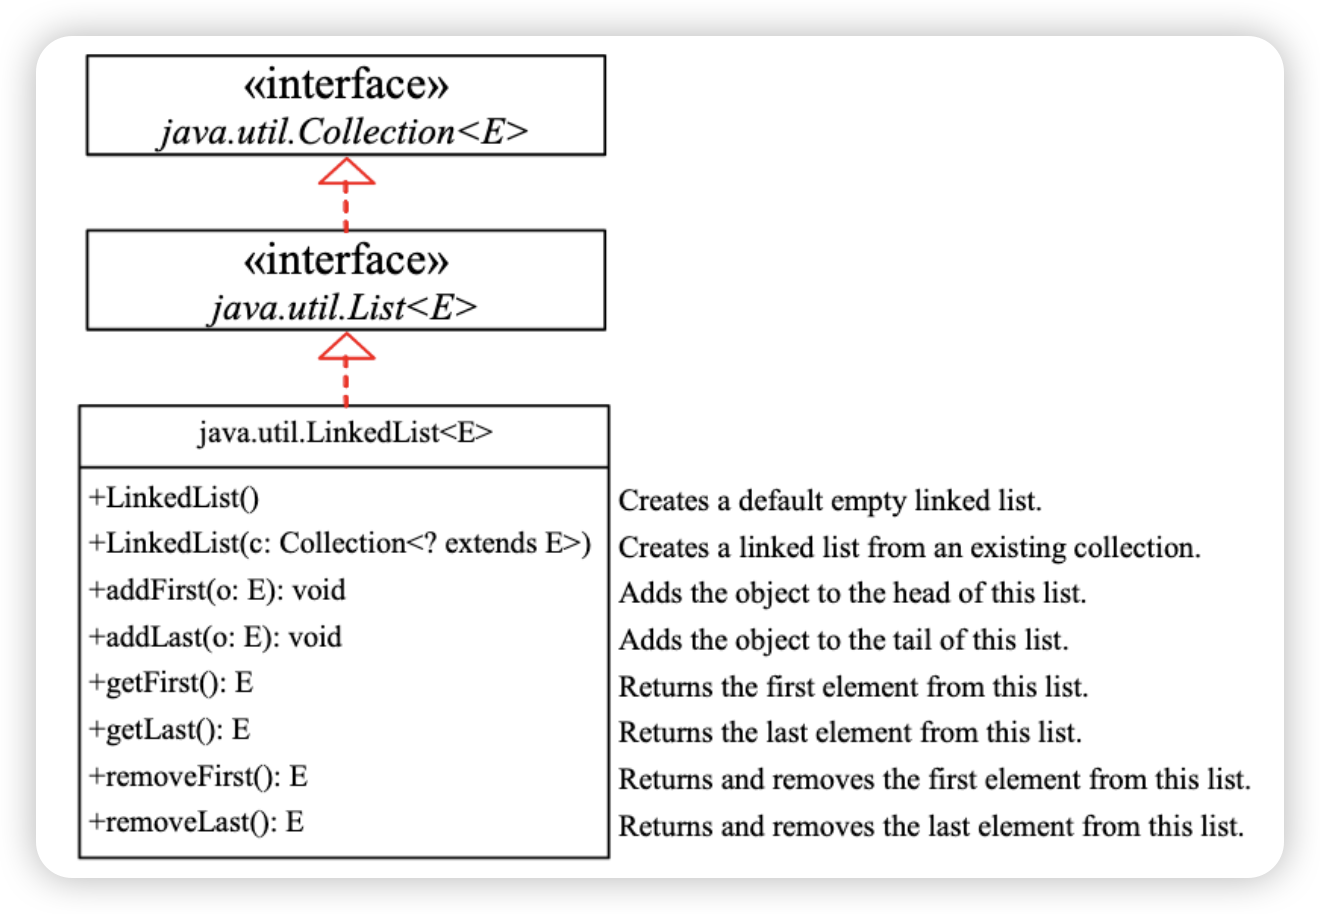 «interface»
java.util.Collection<E>
«interface»
java.util.List<E>
java.util.LinkedList<E>
+LinkedList() Creates a default empty linked list.
+LinkedList(c: Collection<? extends E>) Creates a linked list from an existing collection.
+addFirst(o: E): void Adds the object to the head of this list.
+addLast(o: E): void Adds the object to the tail of this list.
+getFirst(): E Returns the first element from this list.
+getLast(): E Returns the last element from this list.
+removeFirst(): E Returns and removes the first element from this list.
+removeLast(): E Returns and removes the last element from this list.